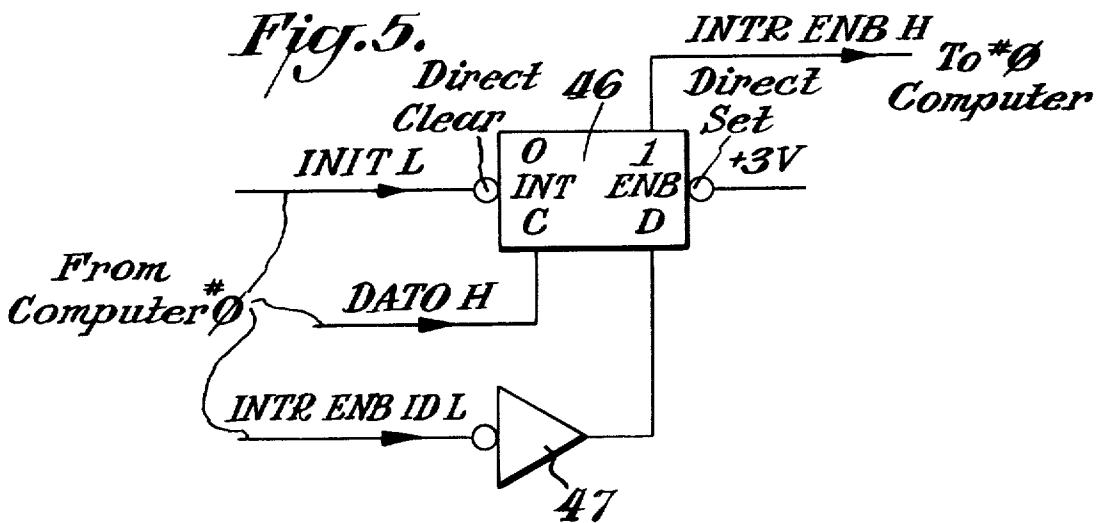 Fig. 5.
INTR ENB H
To #Ø
Computer
Direct
Clear
46
Direct
Set
+3V
INIT L
0 1
INT ENB
C D
From
Computer #Ø
DATO H
INTR ENB ID L
47